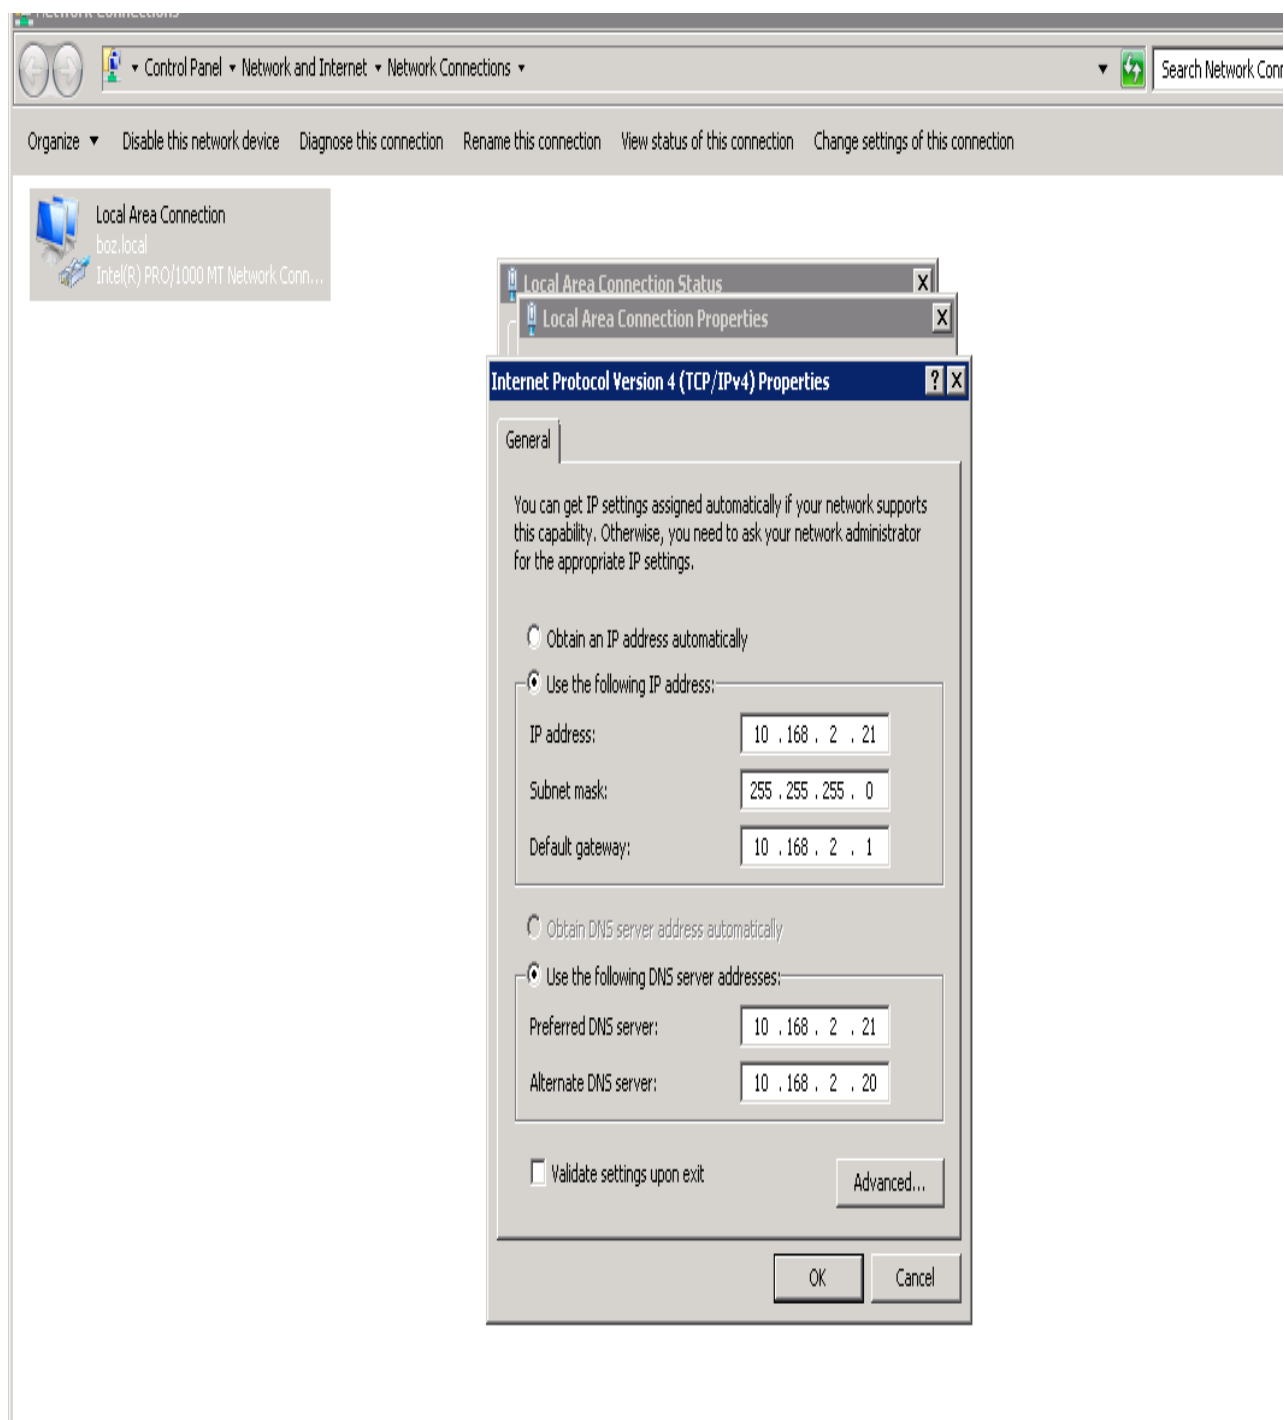 Network Connections
Control Panel Network and Internet Network Connections
Search Network Conn
Organize Disable this network device Diagnose this connection Rename this connection View status of this connection Change settings of this connection
Local Area Connection
boz.local
Intel(R) PRO/1000 MT Network Conn...
Local Area Connection Status
Local Area Connection Properties
Internet Protocol Version 4 (TCP/IPv4) Properties
General
You can get IP settings assigned automatically if your network supports
this capability. Otherwise, you need to ask your network administrator
for the appropriate IP settings.
Obtain an IP address automatically
Use the following IP address:
IP address: 10 . 168 . 2 . 21
Subnet mask: 255 . 255 . 255 . 0
Default gateway: 10 . 168 . 2 . 1
Obtain DNS server address automatically
Use the following DNS server addresses:
Preferred DNS server: 10 . 168 . 2 . 21
Alternate DNS server: 10 . 168 . 2 . 20
Validate settings upon exit
Advanced...
OK Cancel